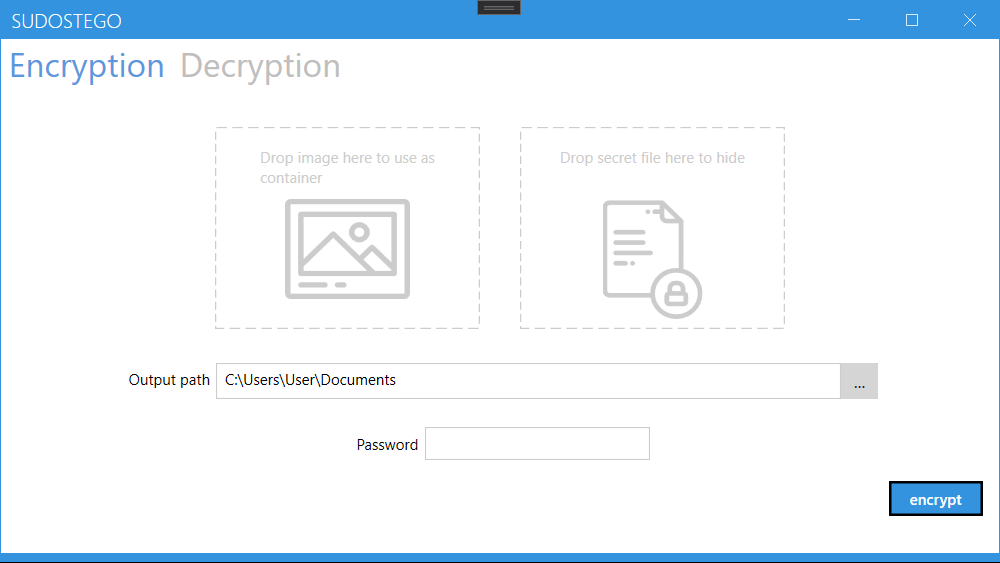 SUDOSTEGO
Encryption Decryption
Drop image here to use as
container
Drop secret file here to hide
Output path C:\Users\User\Documents ...
Password
encrypt